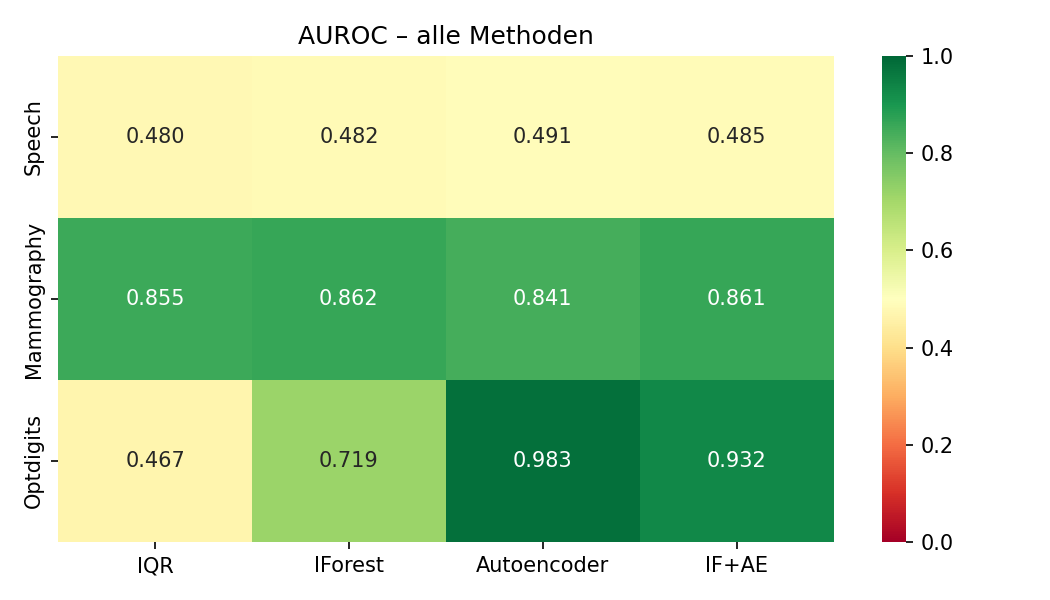 AUROC – alle Methoden
Speech
0.480 0.482 0.491 0.485
Mammography
0.855 0.862 0.841 0.861
Optdigits
0.467 0.719 0.983 0.932
IQR IForest Autoencoder IF+AE
1.0
0.8
0.6
0.4
0.2
0.0